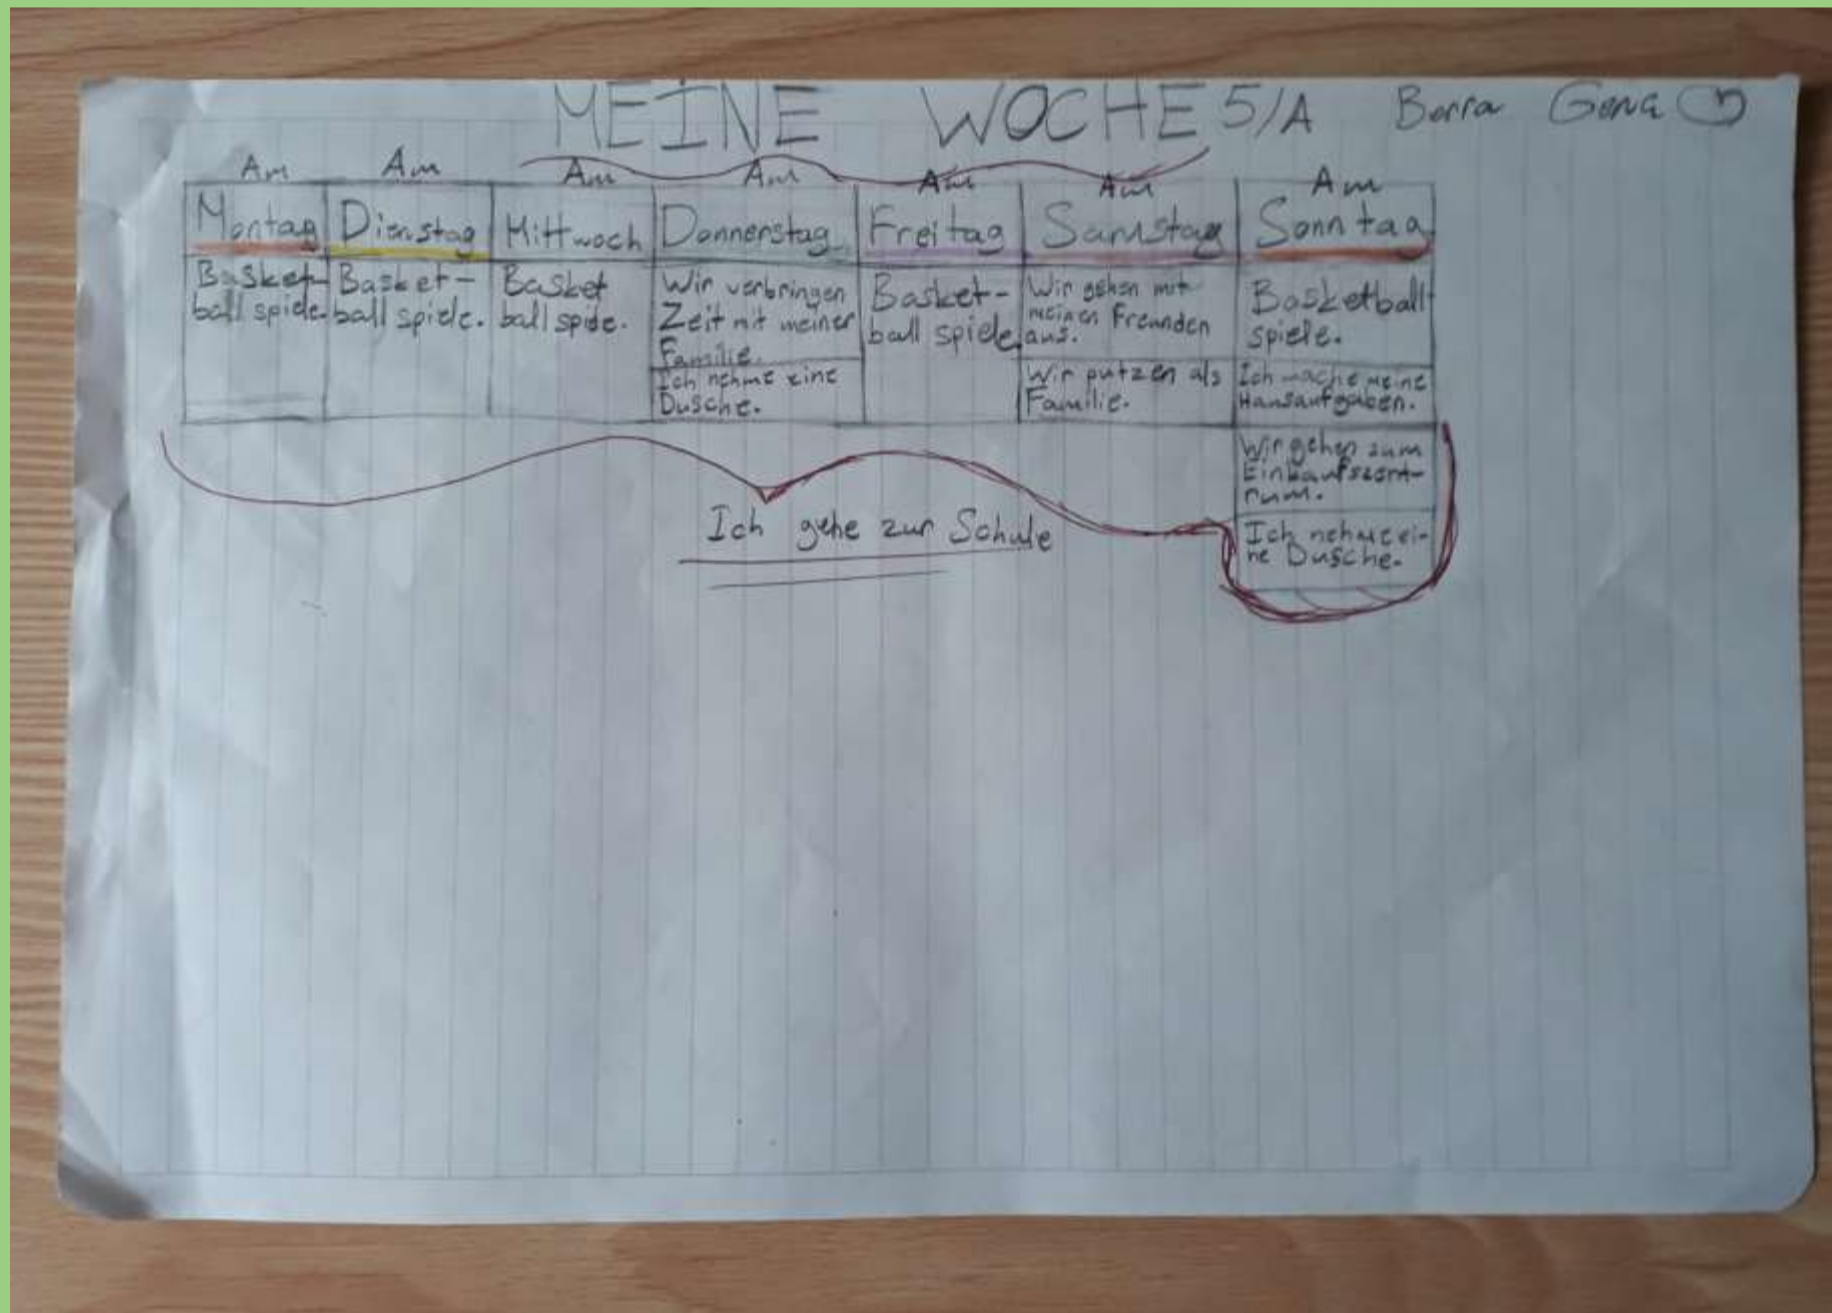 MEİNE WOCHE 5/A
Am Am Am Am Am Am Am
Montag Dienstag Mittwoch Donnerstag Freitag Samstag Sonntag
Basket-
ball spiele.
Basket-
ball spiele.
Basket
ball spiele.
Wir verbringen
Zeit mit meiner
Familie.
Ich nehme eine
Dusche.
Basket-
ball spiele.
Wir gehen mit
meinen Freunden
aus.
Wir putzen als
Familie.
Basketball
spiele.
Ich mache meine
Hausaufgaben.
Wir gehen zum
Einkaufszent-
rum.
Ich nehme ei-
ne Dusche.
Ich gehe zur Schule